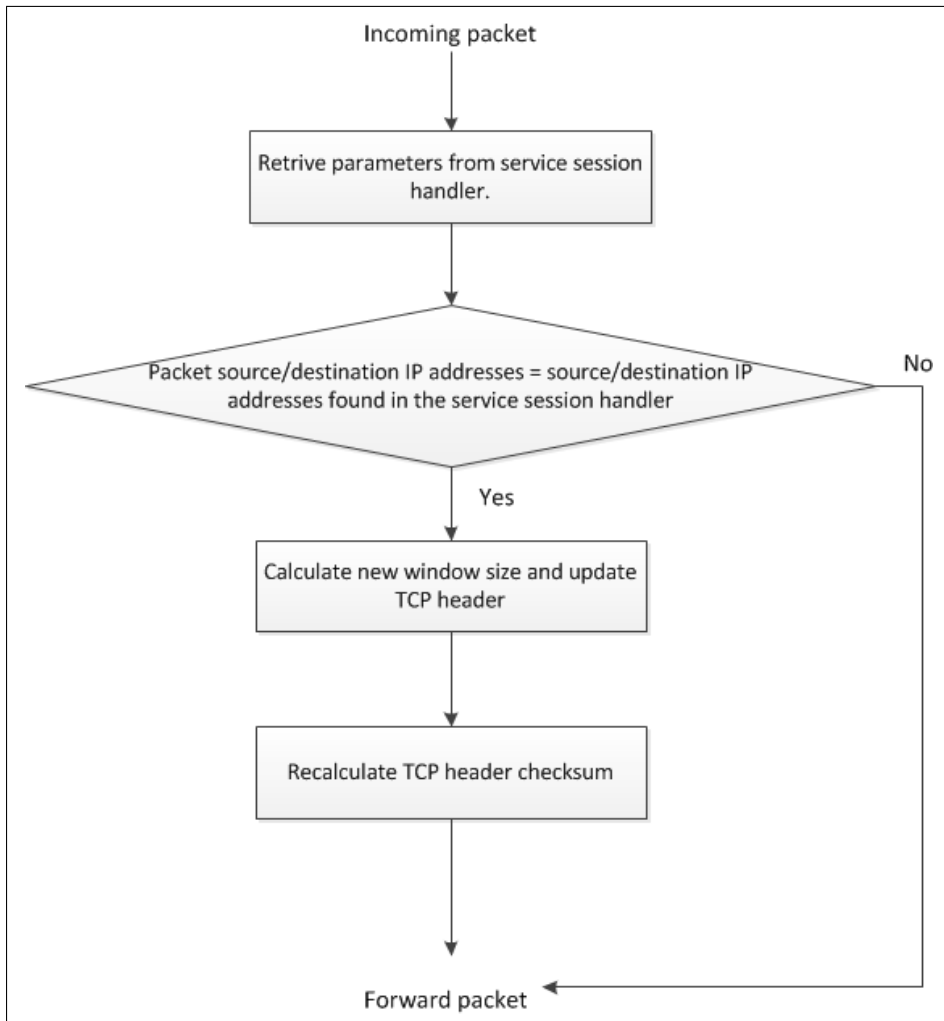 Incoming packet
Retrive parameters from service session
handler.
Packet source/destination IP addresses = source/destination IP
addresses found in the service session handler
No
Yes
Calculate new window size and update
TCP header
Recalculate TCP header checksum
Forward packet